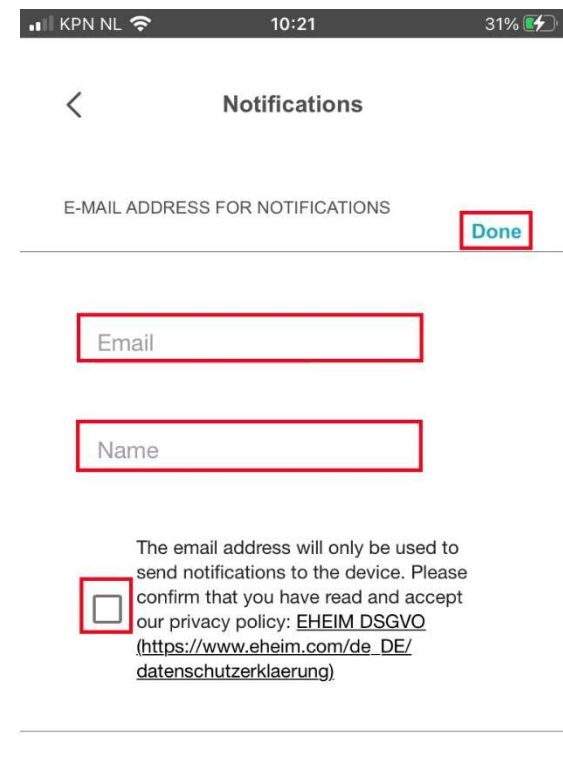 KPN NL 10:21 31%
Notifications
E-MAIL ADDRESS FOR NOTIFICATIONS
Done
Email
Name
The email address will only be used to
send notifications to the device. Please
confirm that you have read and accept
our privacy policy: EHEIM DSGVO
(https://www.eheim.com/de_DE/
datenschutzerklaerung)